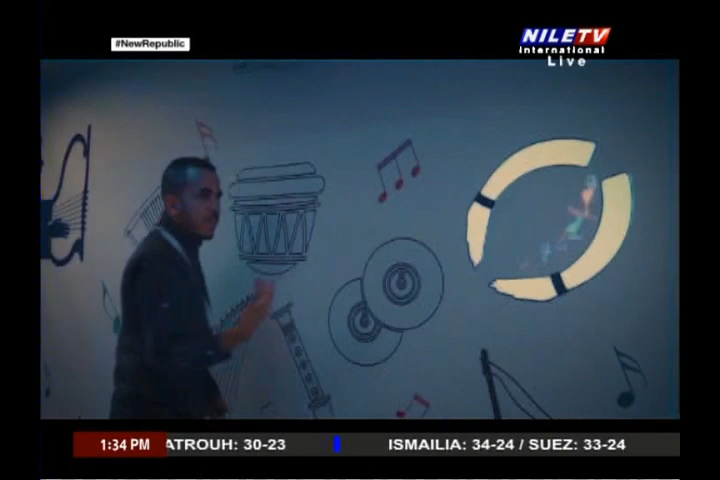 #NewRepublic
NILETV
International
Live
1:34 PM ATROUH: 30-23 ISMAILIA: 34-24 / SUEZ: 33-24